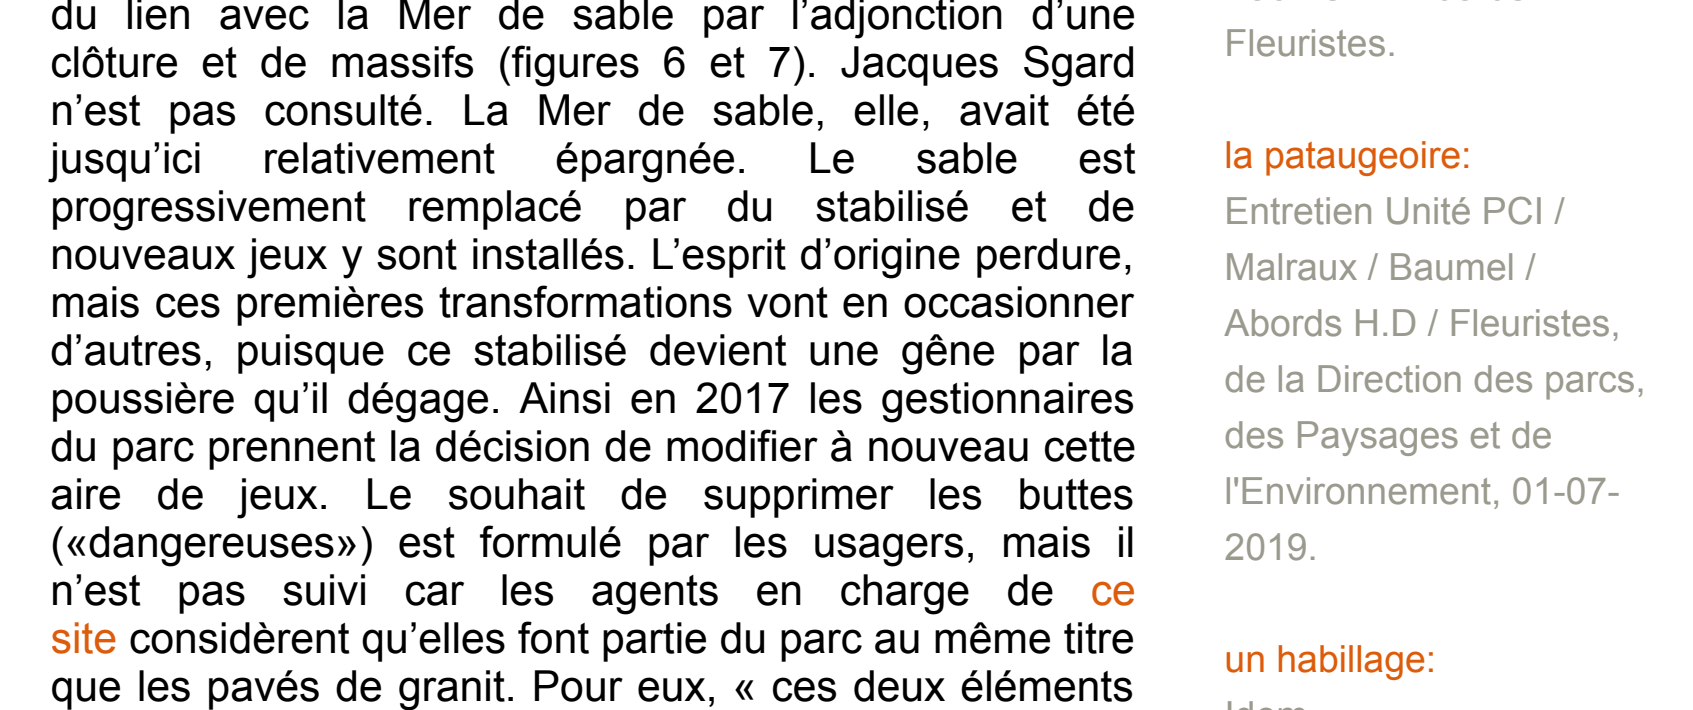 du lien avec la Mer de sable par l’adjonction d’une
clôture et de massifs (figures 6 et 7). Jacques Sgard
n’est pas consulté. La Mer de sable, elle, avait été
jusqu’ici relativement épargnée. Le sable est
progressivement remplacé par du stabilisé et de
nouveaux jeux y sont installés. L’esprit d’origine perdure,
mais ces premières transformations vont en occasionner
d’autres, puisque ce stabilisé devient une gêne par la
poussière qu’il dégage. Ainsi en 2017 les gestionnaires
du parc prennent la décision de modifier à nouveau cette
aire de jeux. Le souhait de supprimer les buttes
(«dangereuses») est formulé par les usagers, mais il
n’est pas suivi car les agents en charge de ce
site considèrent qu’elles font partie du parc au même titre
que les pavés de granit. Pour eux, « ces deux éléments
Fleuristes.
la pataugeoire:
Entretien Unité PCI /
Malraux / Baumel /
Abords H.D / Fleuristes,
de la Direction des parcs,
des Paysages et de
l'Environnement, 01-07-
2019.
un habillage: